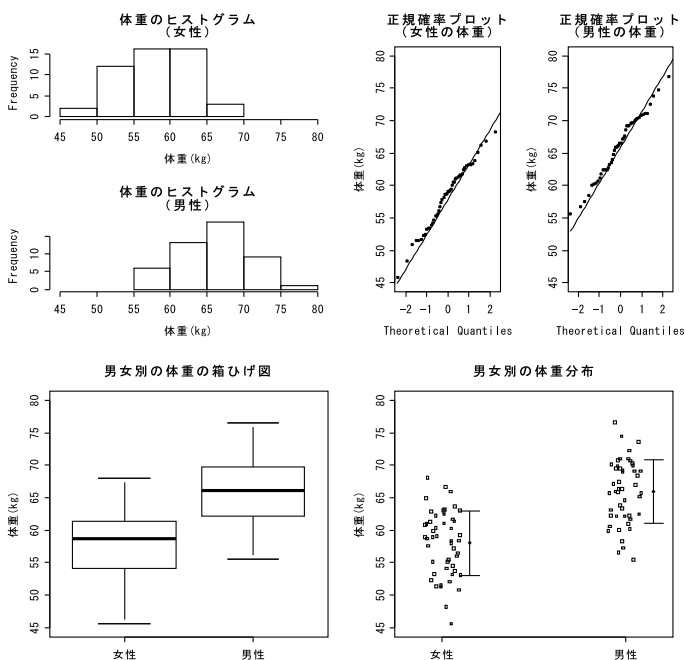 体重のヒストグラム
(女性)
Frequency
0 5 10 15
45 50 55 60 65 70 75 80
体重(kg)
体重のヒストグラム
(男性)
Frequency
0 5 10
45 50 55 60 65 70 75 80
体重(kg)
正規確率プロット
(女性の体重)
体重(kg)
45 50 55 60 65 70 75 80
-2 -1 0 1 2
Theoretical Quantiles
正規確率プロット
(男性の体重)
体重(kg)
45 50 55 60 65 70 75 80
-2 -1 0 1 2
Theoretical Quantiles
男女別の体重の箱ひげ図
体重(kg)
45 50 55 60 65 70 75 80
女性 男性
男女別の体重分布
体重(kg)
45 50 55 60 65 70 75 80
女性 男性